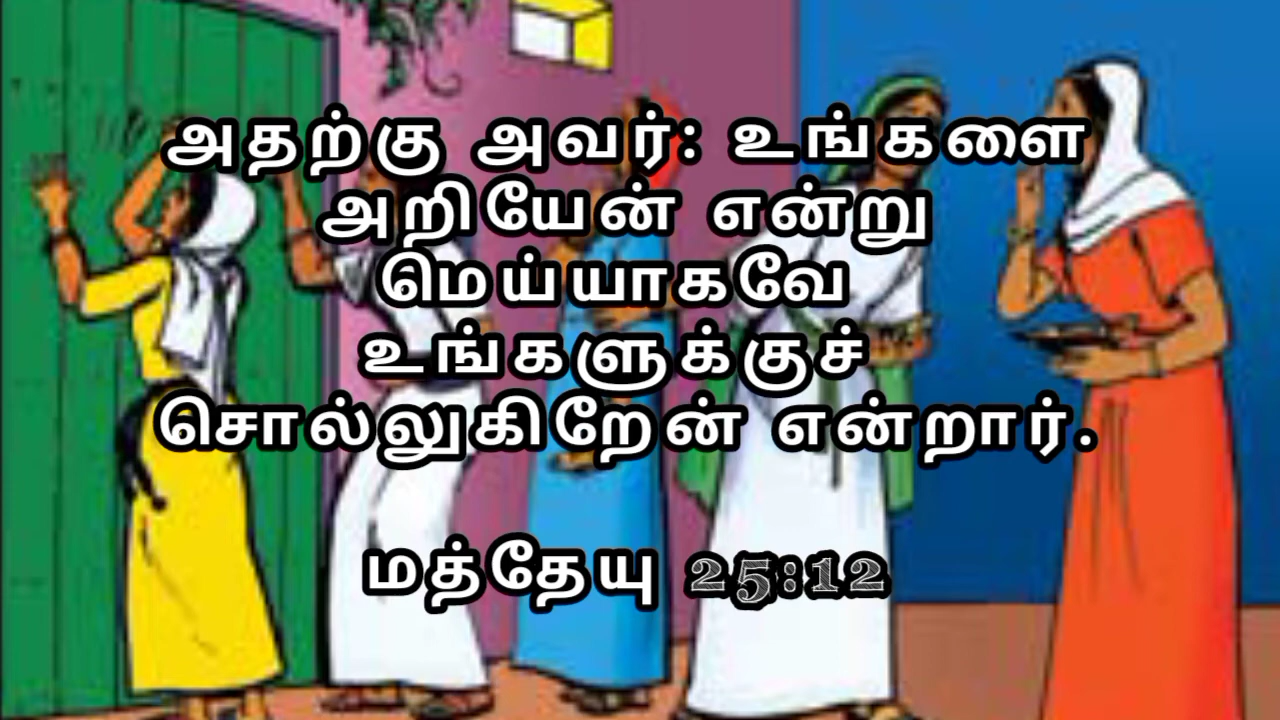 அதற்கு அவர்: உங்களை
அறியேன் என்று
மெய்யாகவே
உங்களுக்குச்
சொல்லுகிறேன் என்றார்.
மத்தேயு 25:12